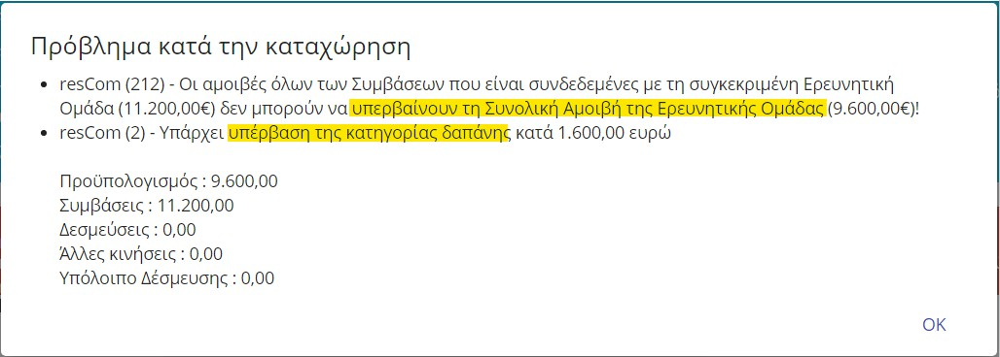 Πρόβλημα κατά την καταχώρηση
• resCom (212) - Οι αμοιβές όλων των Συμβάσεων που είναι συνδεδεμένες με τη συγκεκριμένη Ερευνητική
Ομάδα (11.200,00€) δεν μπορούν να υπερβαίνουν τη Συνολική Αμοιβή της Ερευνητικής Ομάδας (9.600,00€)!
• resCom (2) - Υπάρχει υπέρβαση της κατηγορίας δαπάνης κατά 1.600,00 ευρώ
Προϋπολογισμός : 9.600,00
Συμβάσεις : 11.200,00
Δεσμεύσεις : 0,00
Άλλες κινήσεις : 0,00
Υπόλοιπο Δέσμευσης : 0,00
OK